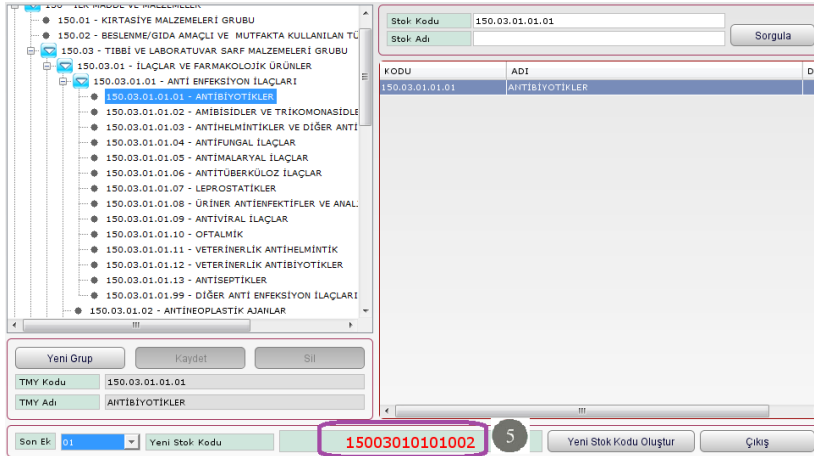 150 - İLK MADDE VE MALZEMELER
150.01 - KIRTASİYE MALZEMELERİ GRUBU
150.02 - BESLENME/GIDA AMAÇLI VE MUTFAKTA KULLANILAN TÜ
150.03 - TIBBİ VE LABORATUVAR SARF MALZEMELERİ GRUBU
150.03.01 - İLAÇLAR VE FARMAKOLOJİK ÜRÜNLER
150.03.01.01 - ANTİ ENFEKSİYON İLAÇLARI
150.03.01.01.01 - ANTİBİYOTİKLER
150.03.01.01.02 - AMİBİSİDLER VE TRİKOMONASİDLE
150.03.01.01.03 - ANTİHELMİNTİKLER VE DİĞER ANTİ
150.03.01.01.04 - ANTİFUNGAL İLAÇLAR
150.03.01.01.05 - ANTİMALARYAL İLAÇLAR
150.03.01.01.06 - ANTİTÜBERKÜLOZ İLAÇLAR
150.03.01.01.07 - LEPROSTATİKLER
150.03.01.01.08 - ÜRİNER ANTİENFEKTİFLER VE ANAL
150.03.01.01.09 - ANTİVİRAL İLAÇLAR
150.03.01.01.10 - OFTALMİK
150.03.01.01.11 - VETERİNERLİK ANTİHELMİNTİK
150.03.01.01.12 - VETERİNERLİK ANTİBİYOTİKLER
150.03.01.01.13 - ANTİSEPTİKLER
150.03.01.01.99 - DİĞER ANTİ ENFEKSİYON İLAÇLARI
150.03.01.02 - ANTİNEOPLASTİK AJANLAR
Yeni Grup Kaydet Sil
TMY Kodu 150.03.01.01.01
TMY Adı ANTİBİYOTİKLER
Stok Kodu 150.03.01.01.01
Stok Adı
Sorgula
KODU ADI D
150.03.01.01.01 ANTİBİYOTİKLER
Son Ek 01 Yeni Stok Kodu 15003010101002 5 Yeni Stok Kodu Oluştur Çıkış